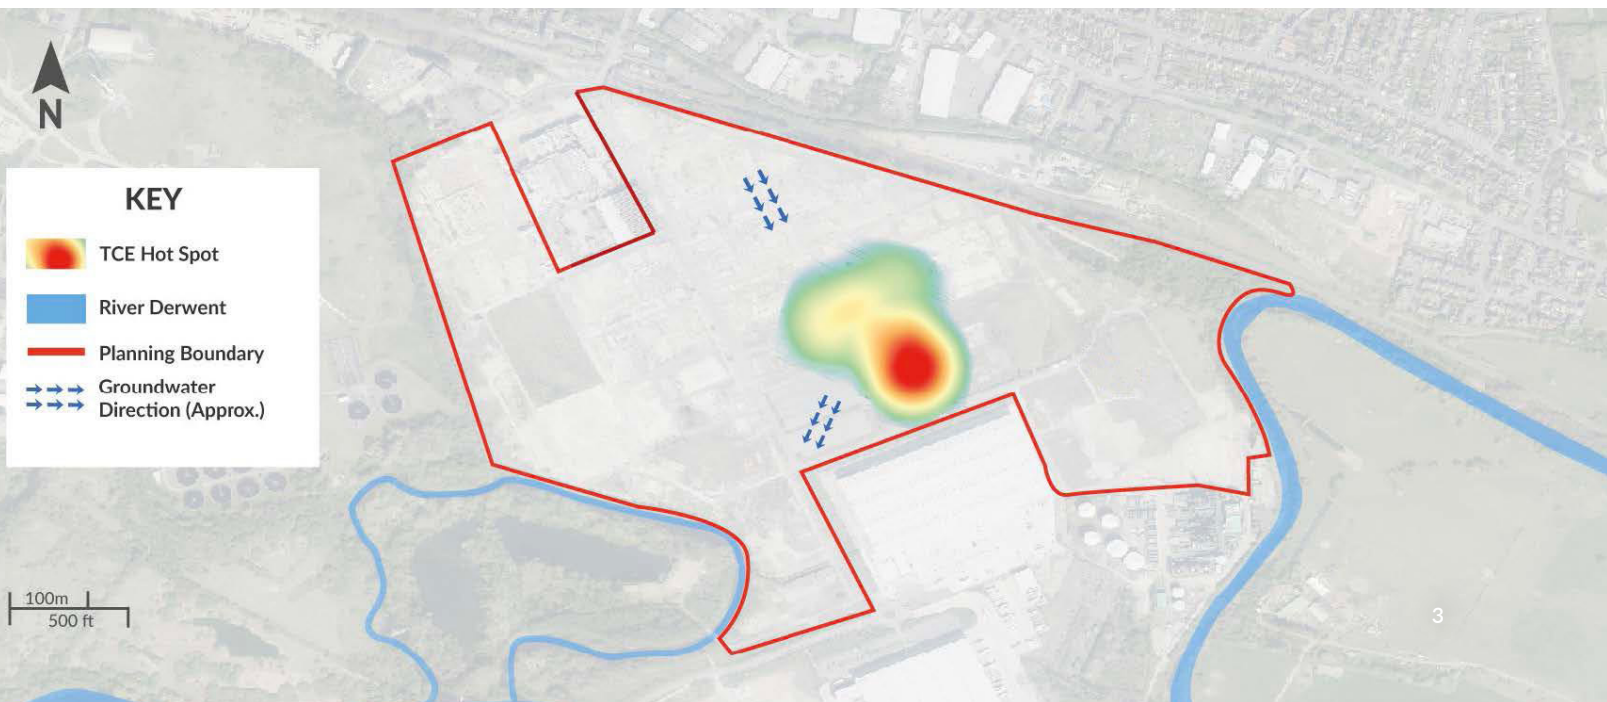 N
KEY
TCE Hot Spot
River Derwent
Planning Boundary
Groundwater
Direction (Approx.)
100m
500 ft
3